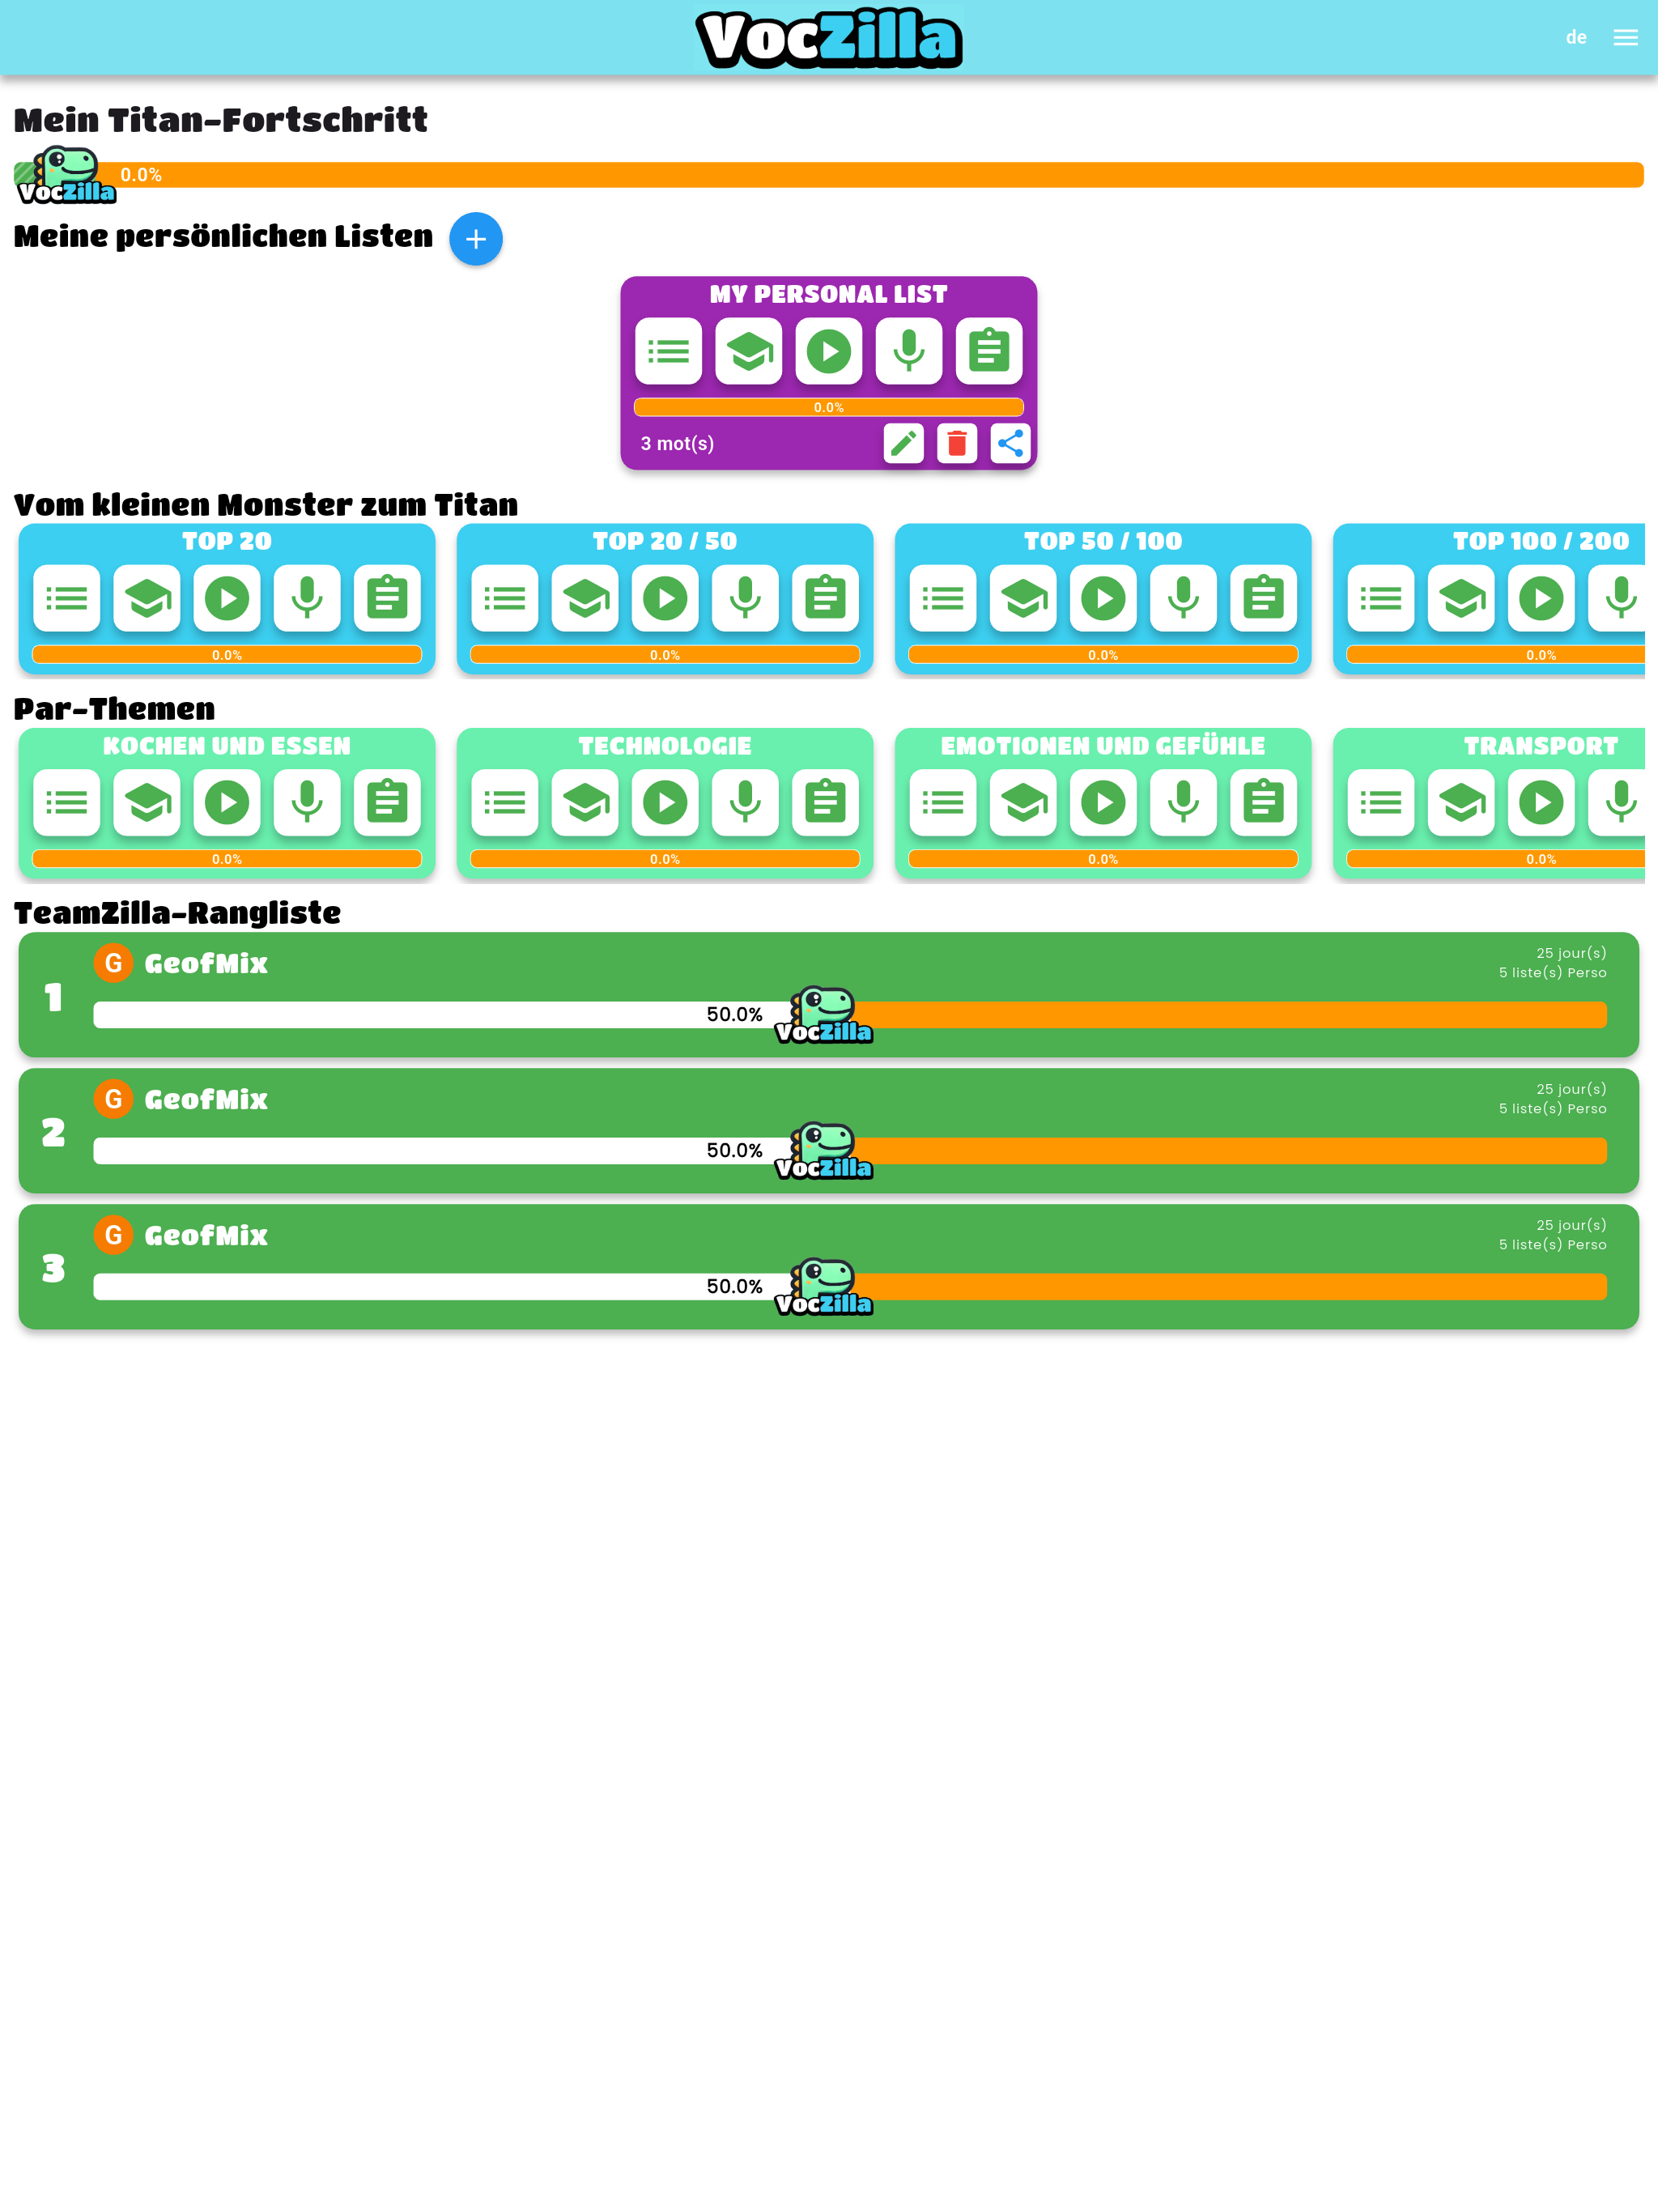 VocZilla
de
Mein Titan-Fortschritt
VocZilla
0.0%
Meine persönlichen Listen
MY PERSONAL LIST
0.0%
3 mot(s)
Vom kleinen Monster zum Titan
TOP 20
0.0%
TOP 20 / 50
0.0%
TOP 50 / 100
0.0%
TOP 100 / 200
0.0%
Par-Themen
KOCHEN UND ESSEN
0.0%
TECHNOLOGIE
0.0%
EMOTIONEN UND GEFÜHLE
0.0%
TRANSPORT
0.0%
TeamZilla-Rangliste
1
G GeofMix
25 jour(s)
5 liste(s) Perso
50.0%
VocZilla
2
G GeofMix
25 jour(s)
5 liste(s) Perso
50.0%
VocZilla
3
G GeofMix
25 jour(s)
5 liste(s) Perso
50.0%
VocZilla